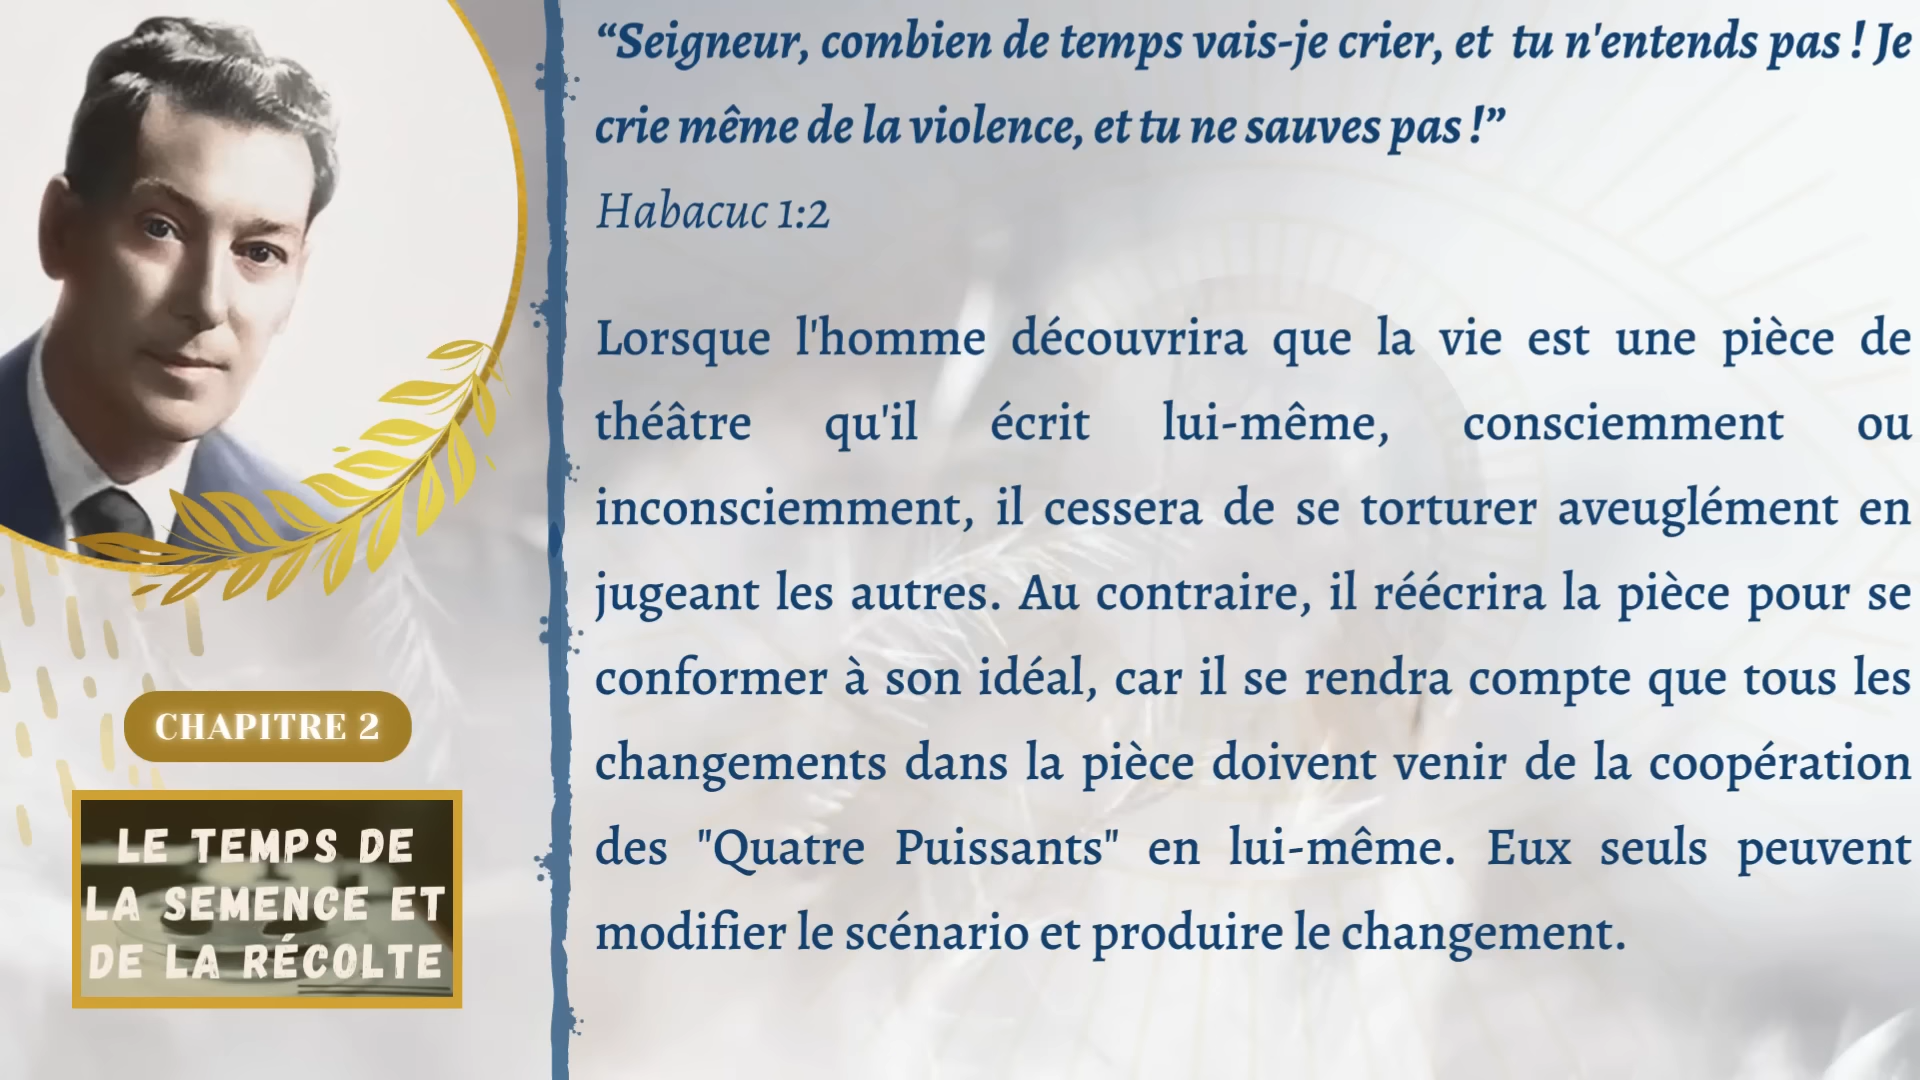 “Seigneur, combien de temps vais-je crier, et tu n'entends pas ! Je
crie même de la violence, et tu ne sauves pas !”
Habacuc 1:2
Lorsque l'homme découvrira que la vie est une pièce de
théâtre qu'il écrit lui-même, consciemment ou
inconsciemment, il cessera de se torturer aveuglément en
jugeant les autres. Au contraire, il réécrira la pièce pour se
conformer à son idéal, car il se rendra compte que tous les
changements dans la pièce doivent venir de la coopération
des "Quatre Puissants" en lui-même. Eux seuls peuvent
modifier le scénario et produire le changement.
CHAPITRE 2
LE TEMPS DE
LA SEMENCE ET
DE LA RÉCOLTE